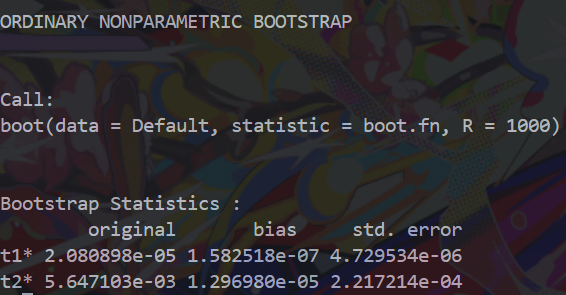 ORDINARY NONPARAMETRIC BOOTSTRAP
Call:
boot(data = Default, statistic = boot.fn, R = 1000)
Bootstrap Statistics :
original bias std. error
t1* 2.080898e-05 1.582518e-07 4.729534e-06
t2* 5.647103e-03 1.296980e-05 2.217214e-04